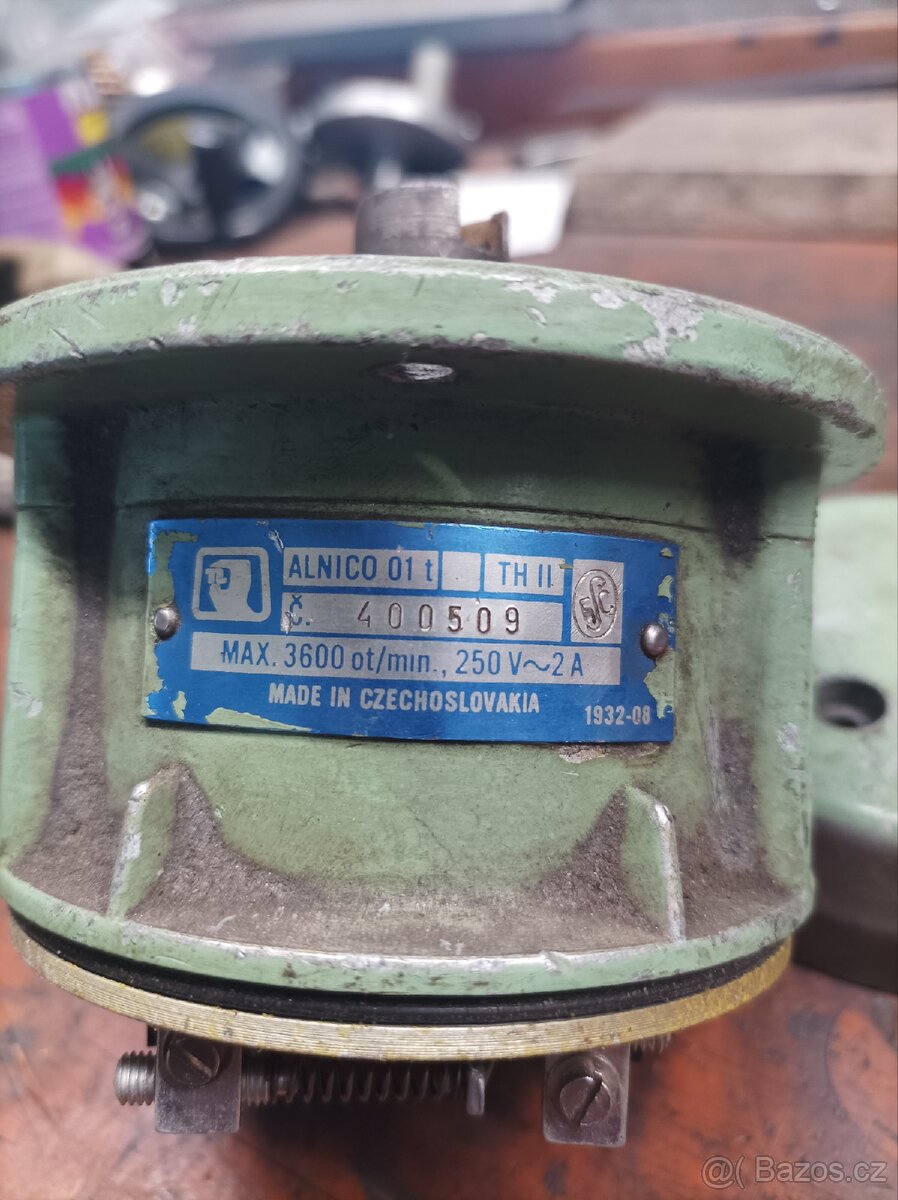 ALNICO 01 t TH II
Č. 400509
MAX. 3600 ot/min., 250 V~2 A
MADE IN CZECHOSLOVAKIA
1932-08
@( Bazos.cz